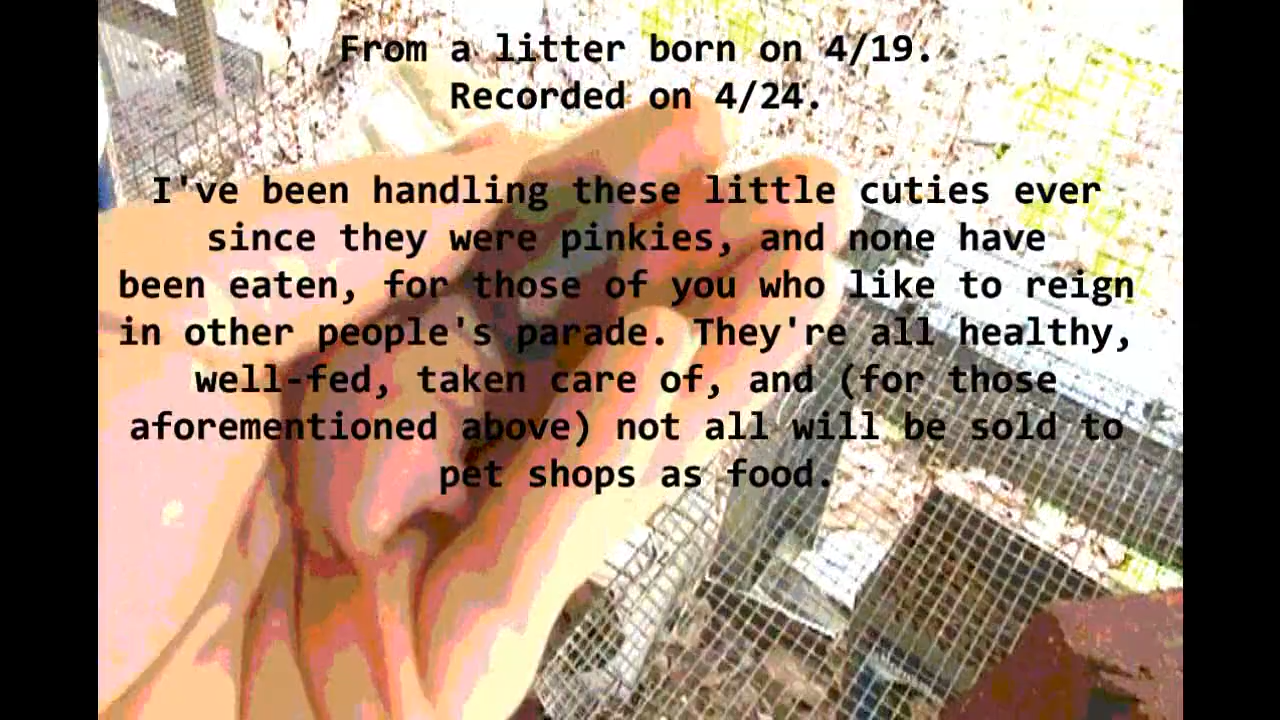 From a litter born on 4/19.
Recorded on 4/24.
I've been handling these little cuties ever
since they were pinkies, and none have
been eaten, for those of you who like to reign
in other people's parade. They're all healthy,
well-fed, taken care of, and (for those
aforementioned above) not all will be sold to
pet shops as food.